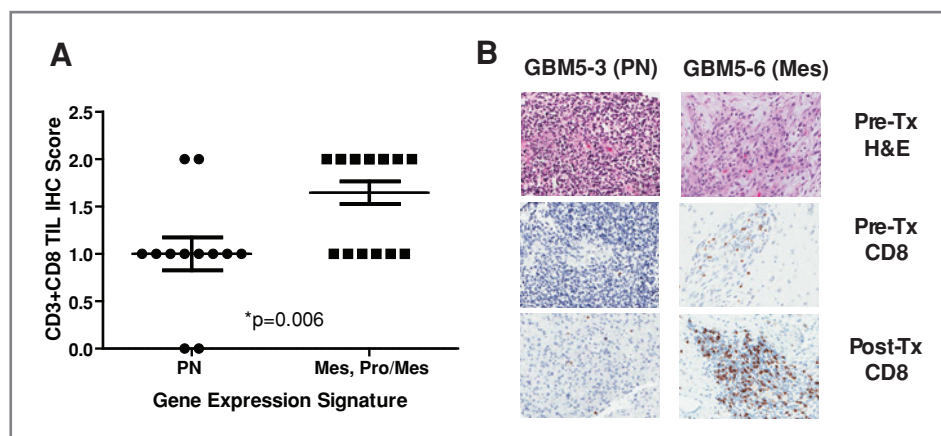 A
CD3+CD8 TIL IHC Score
2.5
2.0
1.5
1.0
0.5
0.0
*p=0.006
PN
Mes, Pro/Mes
Gene Expression Signature
B
GBM5-3 (PN)
GBM5-6 (Mes)
Pre-Tx
H&E
Pre-Tx
CD8
Post-Tx
CD8